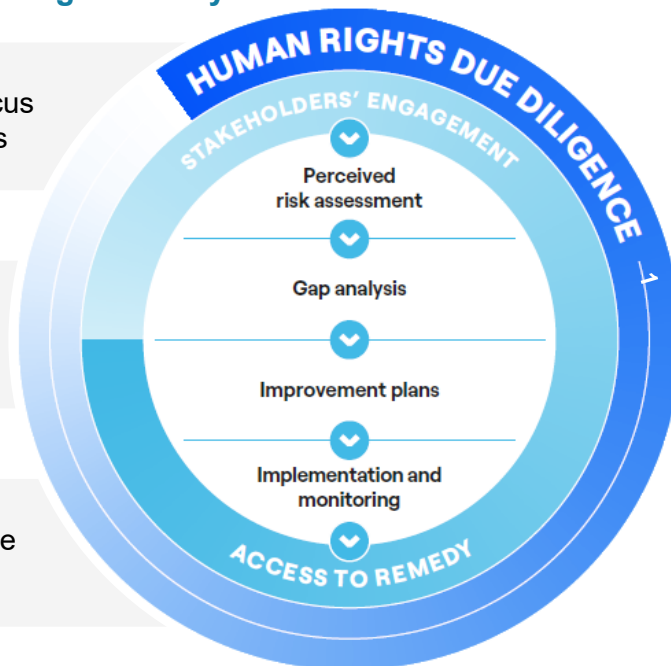 HUMAN RIGHTS DUE DILIGENCE 1
STAKEHOLDERS' ENGAGEMENT
Perceived
risk assessment
Gap analysis
Improvement plans
Implementation and
monitoring
ACCESS TO REMEDY